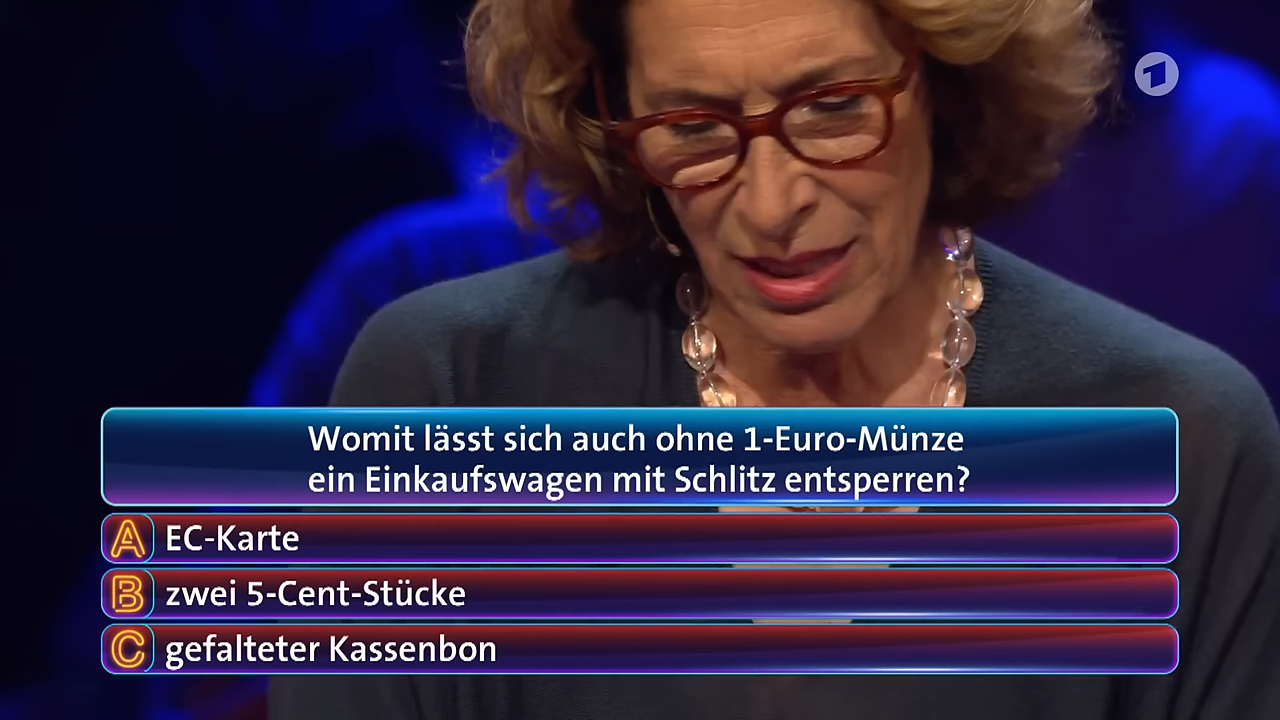 1
Womit lässt sich auch ohne 1-Euro-Münze
ein Einkaufswagen mit Schlitz entsperren?
A EC-Karte
B zwei 5-Cent-Stücke
C gefalteter Kassenbon